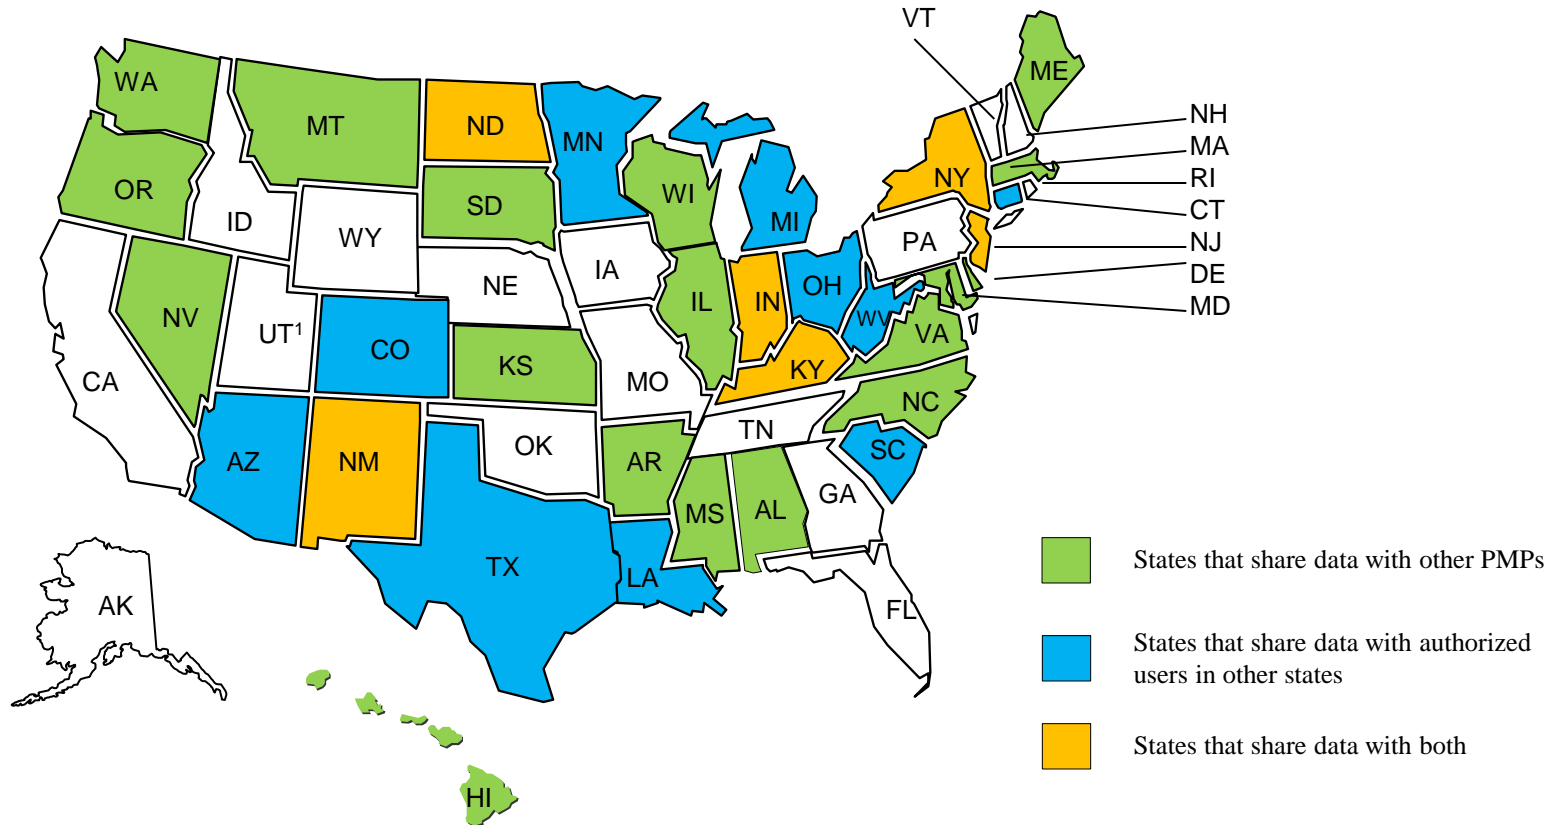 VT
WA
ME
MT
ND
MN
NH
MA
OR
SD
WI
NY
RI
ID
WY
MI
CT
PA
NJ
IA
NE
OH
DE
IL
IN
MD
NV
UT¹
WV
VA
CO
KS
KY
CA
MO
NC
TN
OK
SC
AZ
NM
AR
GA
MS
AL
States that share data with other PMPs
TX
LA
AK
FL
States that share data with authorized
users in other states
States that share data with both
HI